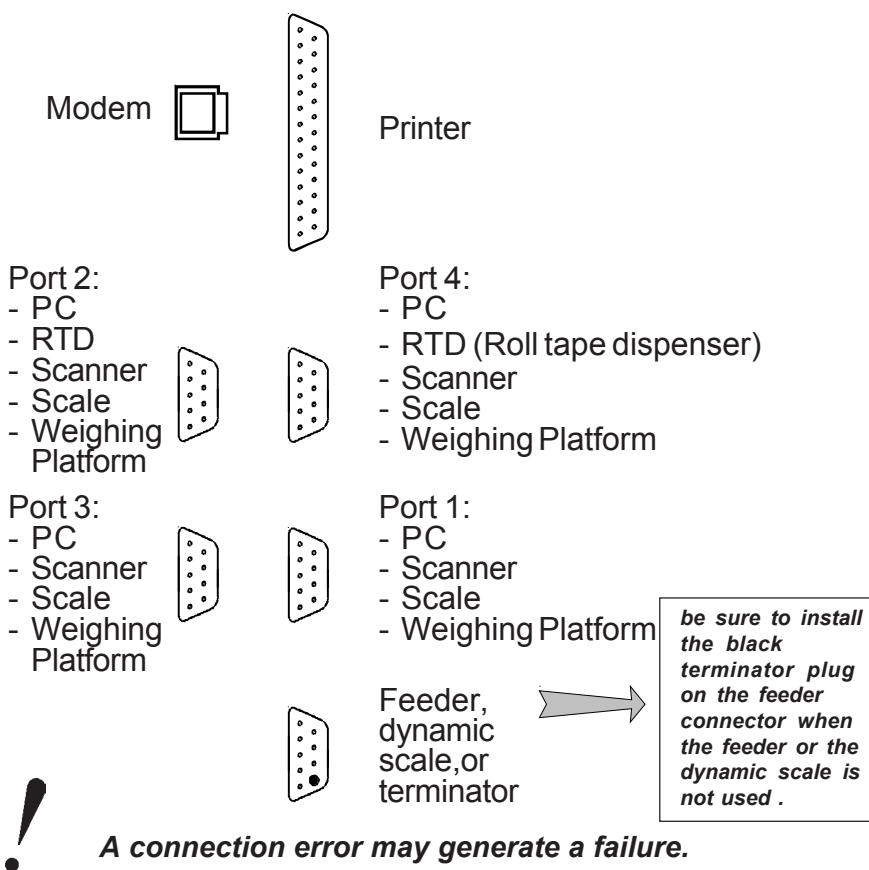 Modem
Printer
Port 2:
- PC
- RTD
- Scanner
- Scale
- Weighing
Platform
Port 4:
- PC
- RTD (Roll tape dispenser)
- Scanner
- Scale
- Weighing Platform
Port 3:
- PC
- Scanner
- Scale
- Weighing
Platform
Port 1:
- PC
- Scanner
- Scale
- Weighing Platform
Feeder,
dynamic
scale,or
terminator
be sure to install
the black
terminator plug
on the feeder
connector when
the feeder or the
dynamic scale is
not used .
! A connection error may generate a failure.